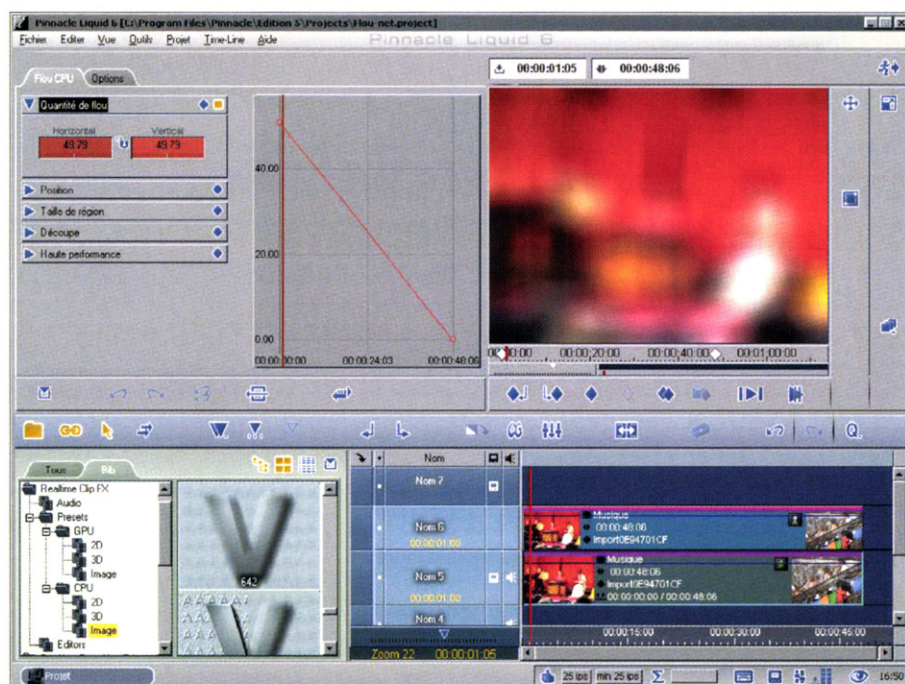 Pinnacle Liquid 6 [C:\Program Files\Pinnacle\Edition 5\Projects\Flou-net.project]
Fichier Editer Vue Outils Projet Time-Line Aide
Pinnacle Liquid 6
00:00:01:05 00:00:48:06
Flou CPU Options
Quantité de flou
Horizontal Vertical
49.79 49.79
Position
Taille de région
Découpe
Haute performance
40.00
20.00
0.00
00:00:00:00 00:00:24:03 00:00:48:06
00:00:20:00 00:00:40:00 00:01:00:00
Tous Bib
Realtime Clip FX
Audio
Presets
GPU
2D
3D
Image
CPU
2D
3D
Image
Editors
642
Nom
Nom 7
Nom 6
00:00:01:00
Nom 5
00:00:01:00
Nom 4
Musique
00:00:48:06
Import0E94701CF
Musique
00:00:48:06
Import0E94701CF
00:00:00:00 / 00:00:48:06
00:00:15:00 00:00:30:00 00:00:45:00
Zoom 22 00:00:01:05
Projet
25 ips min 25 ips
16:50